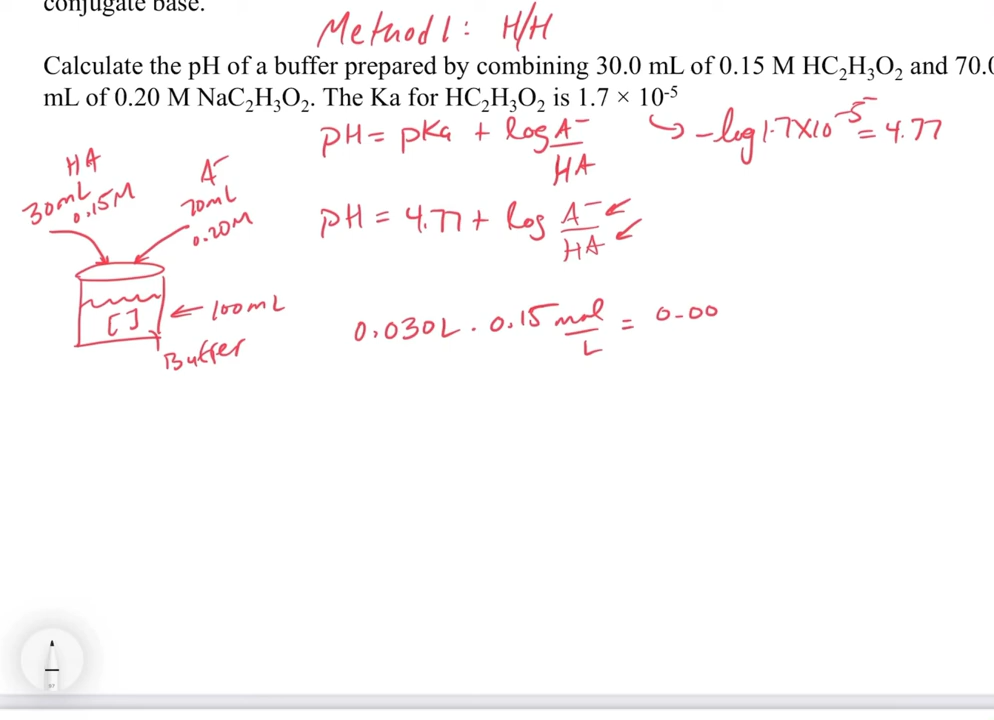 conjugate base.
Method 1: H/H
Calculate the pH of a buffer prepared by combining 30.0 mL of 0.15 M HC₂H₃O₂ and 70.0
mL of 0.20 M NaC₂H₃O₂. The Ka for HC₂H₃O₂ is 1.7 × 10⁻⁵
pH = pKa + log A⁻/HA
→ -log 1.7×10⁻⁵ = 4.77
HA
30mL
0.15M
A⁻
70mL
0.20M
pH = 4.77 + log A⁻/HA
[ ]
← 100mL
Buffer
0.030L · 0.15 mol/L = 0.00